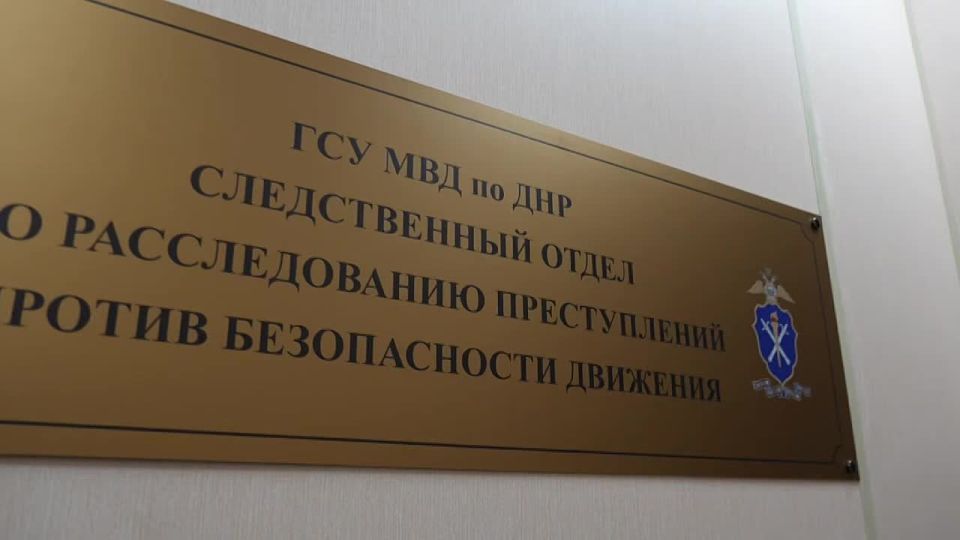 ГСУ МВД по ДНР
СЛЕДСТВЕННЫЙ ОТДЕЛ
О РАССЛЕДОВАНИЮ ПРЕСТУПЛЕНИЙ
РОТИВ БЕЗОПАСНОСТИ ДВИЖЕНИЯ